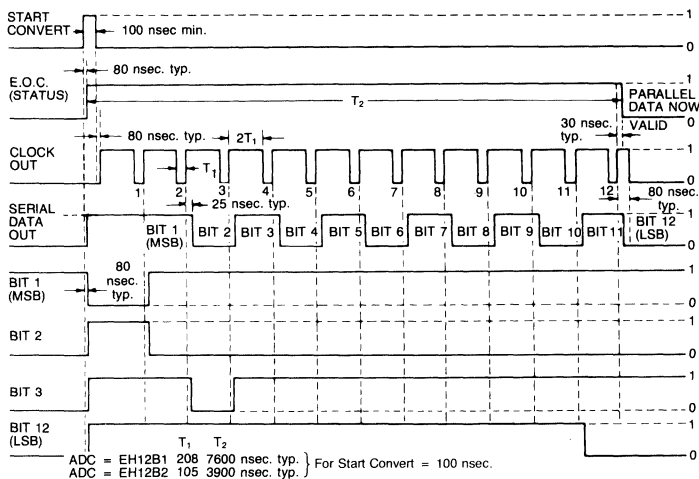 START
CONVERT
100 nsec min.
1
0
80 nsec. typ.
E.O.C.
(STATUS)
T2
1
PARALLEL
DATA NOW
VALID
0
30 nsec.
typ.
80 nsec. typ.
2T1
CLOCK
OUT
T1
1
0
1 2 3 4 5 6 7 8 9 10 11 12
80 nsec.
typ.
25 nsec. typ.
SERIAL
DATA
OUT
BIT 1
(MSB)
BIT 2
BIT 3
BIT 4
BIT 5
BIT 6
BIT 7
BIT 8
BIT 9
BIT 10
BIT 11
BIT 12
(LSB)
1
0
BIT 1
(MSB)
80
nsec.
typ.
1
0
BIT 2
1
0
BIT 3
1
0
BIT 12
(LSB)
1
0
T1 T2
ADC = EH12B1 208 7600 nsec. typ.
ADC = EH12B2 105 3900 nsec. typ.
} For Start Convert = 100 nsec.